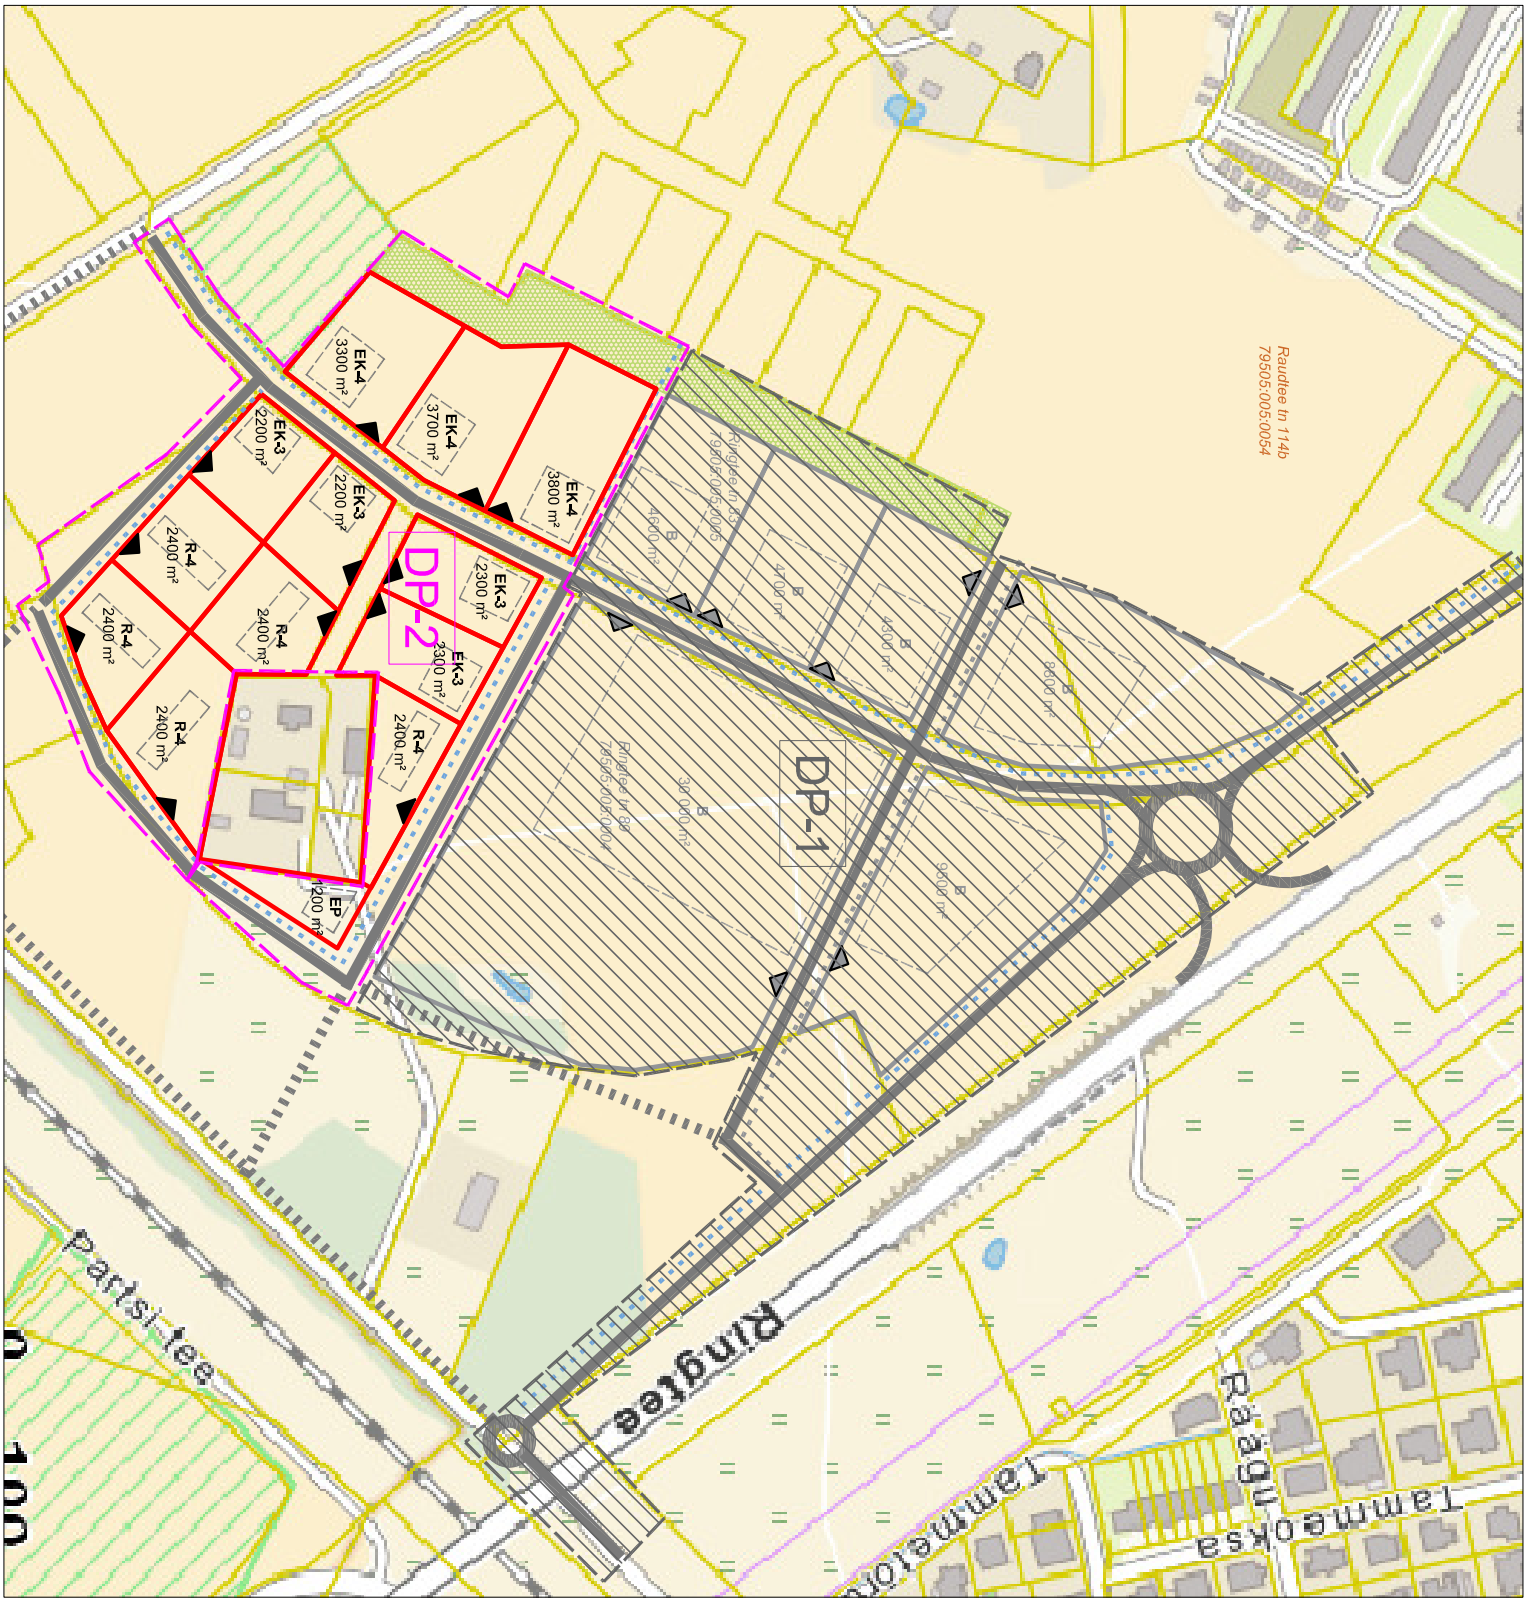 Raudtee tn 114b
79505:005:0054
EK-4
3300 m²
EK-4
3700 m²
EK-4
3800 m²
EK-3
2200 m²
EK-3
2200 m²
EK-3
2300 m²
EK-3
2300 m²
R-4
2400 m²
R-4
2400 m²
R-4
2400 m²
R-4
2400 m²
R-4
2400 m²
EP
1200 m²
DP-2
DP-1
Ringtee tn 83
79505:005:0005
B
4600 m²
B
4700 m²
B
4300 m²
B
8800 m²
Ringtee tn 89
79505:005:0004
B
30 000 m²
B
9600 m²
Ringtee
Partsi tee
Raagu
Tammeoksa
0
100